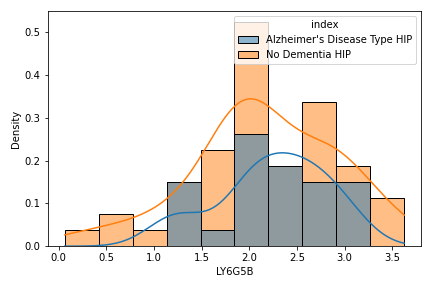 index
Alzheimer's Disease Type HIP
No Dementia HIP
Density
0.5
0.4
0.3
0.2
0.1
0.0
0.0 0.5 1.0 1.5 2.0 2.5 3.0 3.5
LY6G5B